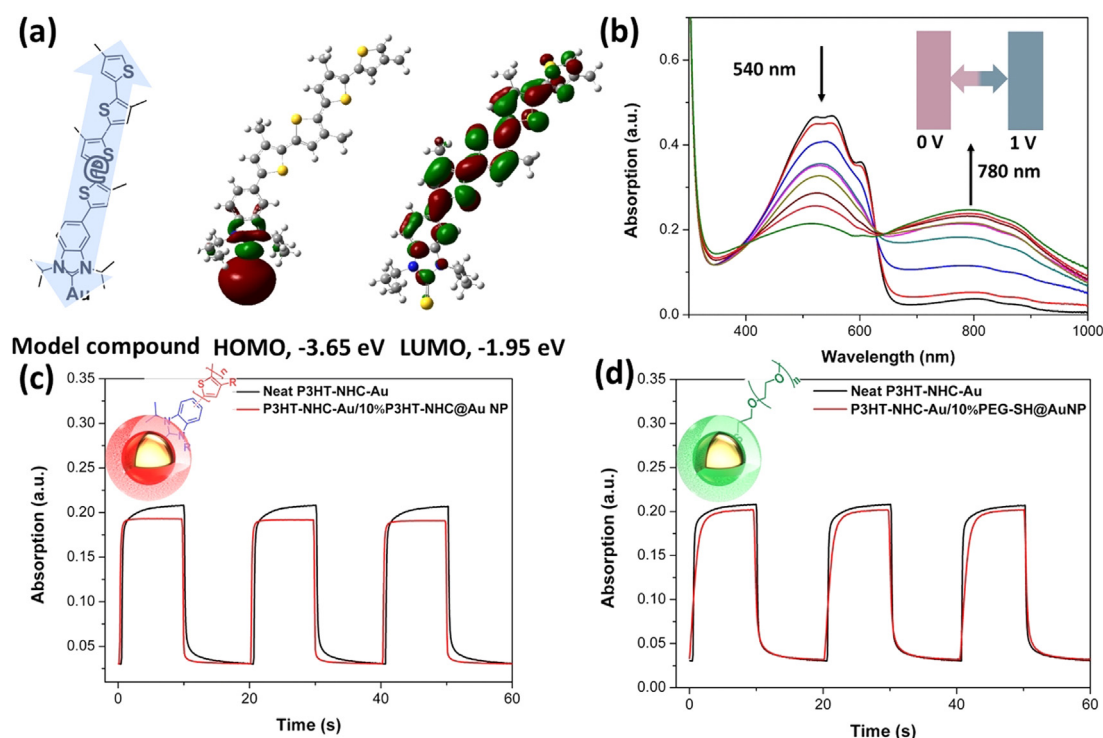 (a)
S
S
S
S
N
N
Au
Model compound HOMO, -3.65 eV LUMO, -1.95 eV
(b)
540 nm
0 V
1 V
780 nm
Absorption (a.u.)
0.6
0.4
0.2
0.0
400
600
800
1000
Wavelength (nm)
(c)
Neat P3HT-NHC-Au
P3HT-NHC-Au/10%P3HT-NHC@Au NP
S
n
R
N
N
R
Absorption (a.u.)
0.35
0.30
0.25
0.20
0.15
0.10
0.05
0
20
40
60
Time (s)
(d)
Neat P3HT-NHC-Au
P3HT-NHC-Au/10%PEG-SH@AuNP
O
O
n
Absorption (a.u.)
0.35
0.30
0.25
0.20
0.15
0.10
0.05
0.00
0
20
40
60
Time (s)